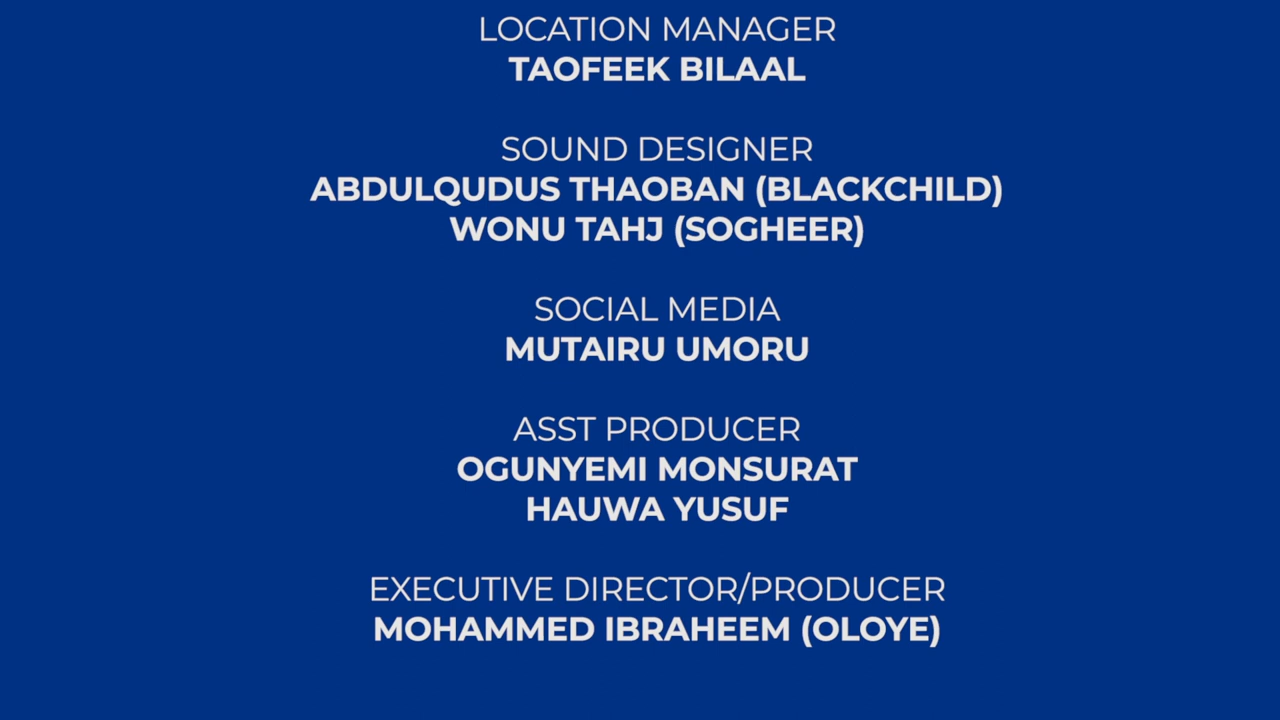 LOCATION MANAGER
TAOFEEK BILAAL
SOUND DESIGNER
ABDULQUDUS THAOBAN (BLACKCHILD)
WONU TAHJ (SOGHEER)
SOCIAL MEDIA
MUTAIRU UMORU
ASST PRODUCER
OGUNYEMI MONSURAT
HAUWA YUSUF
EXECUTIVE DIRECTOR/PRODUCER
MOHAMMED IBRAHEEM (OLOYE)